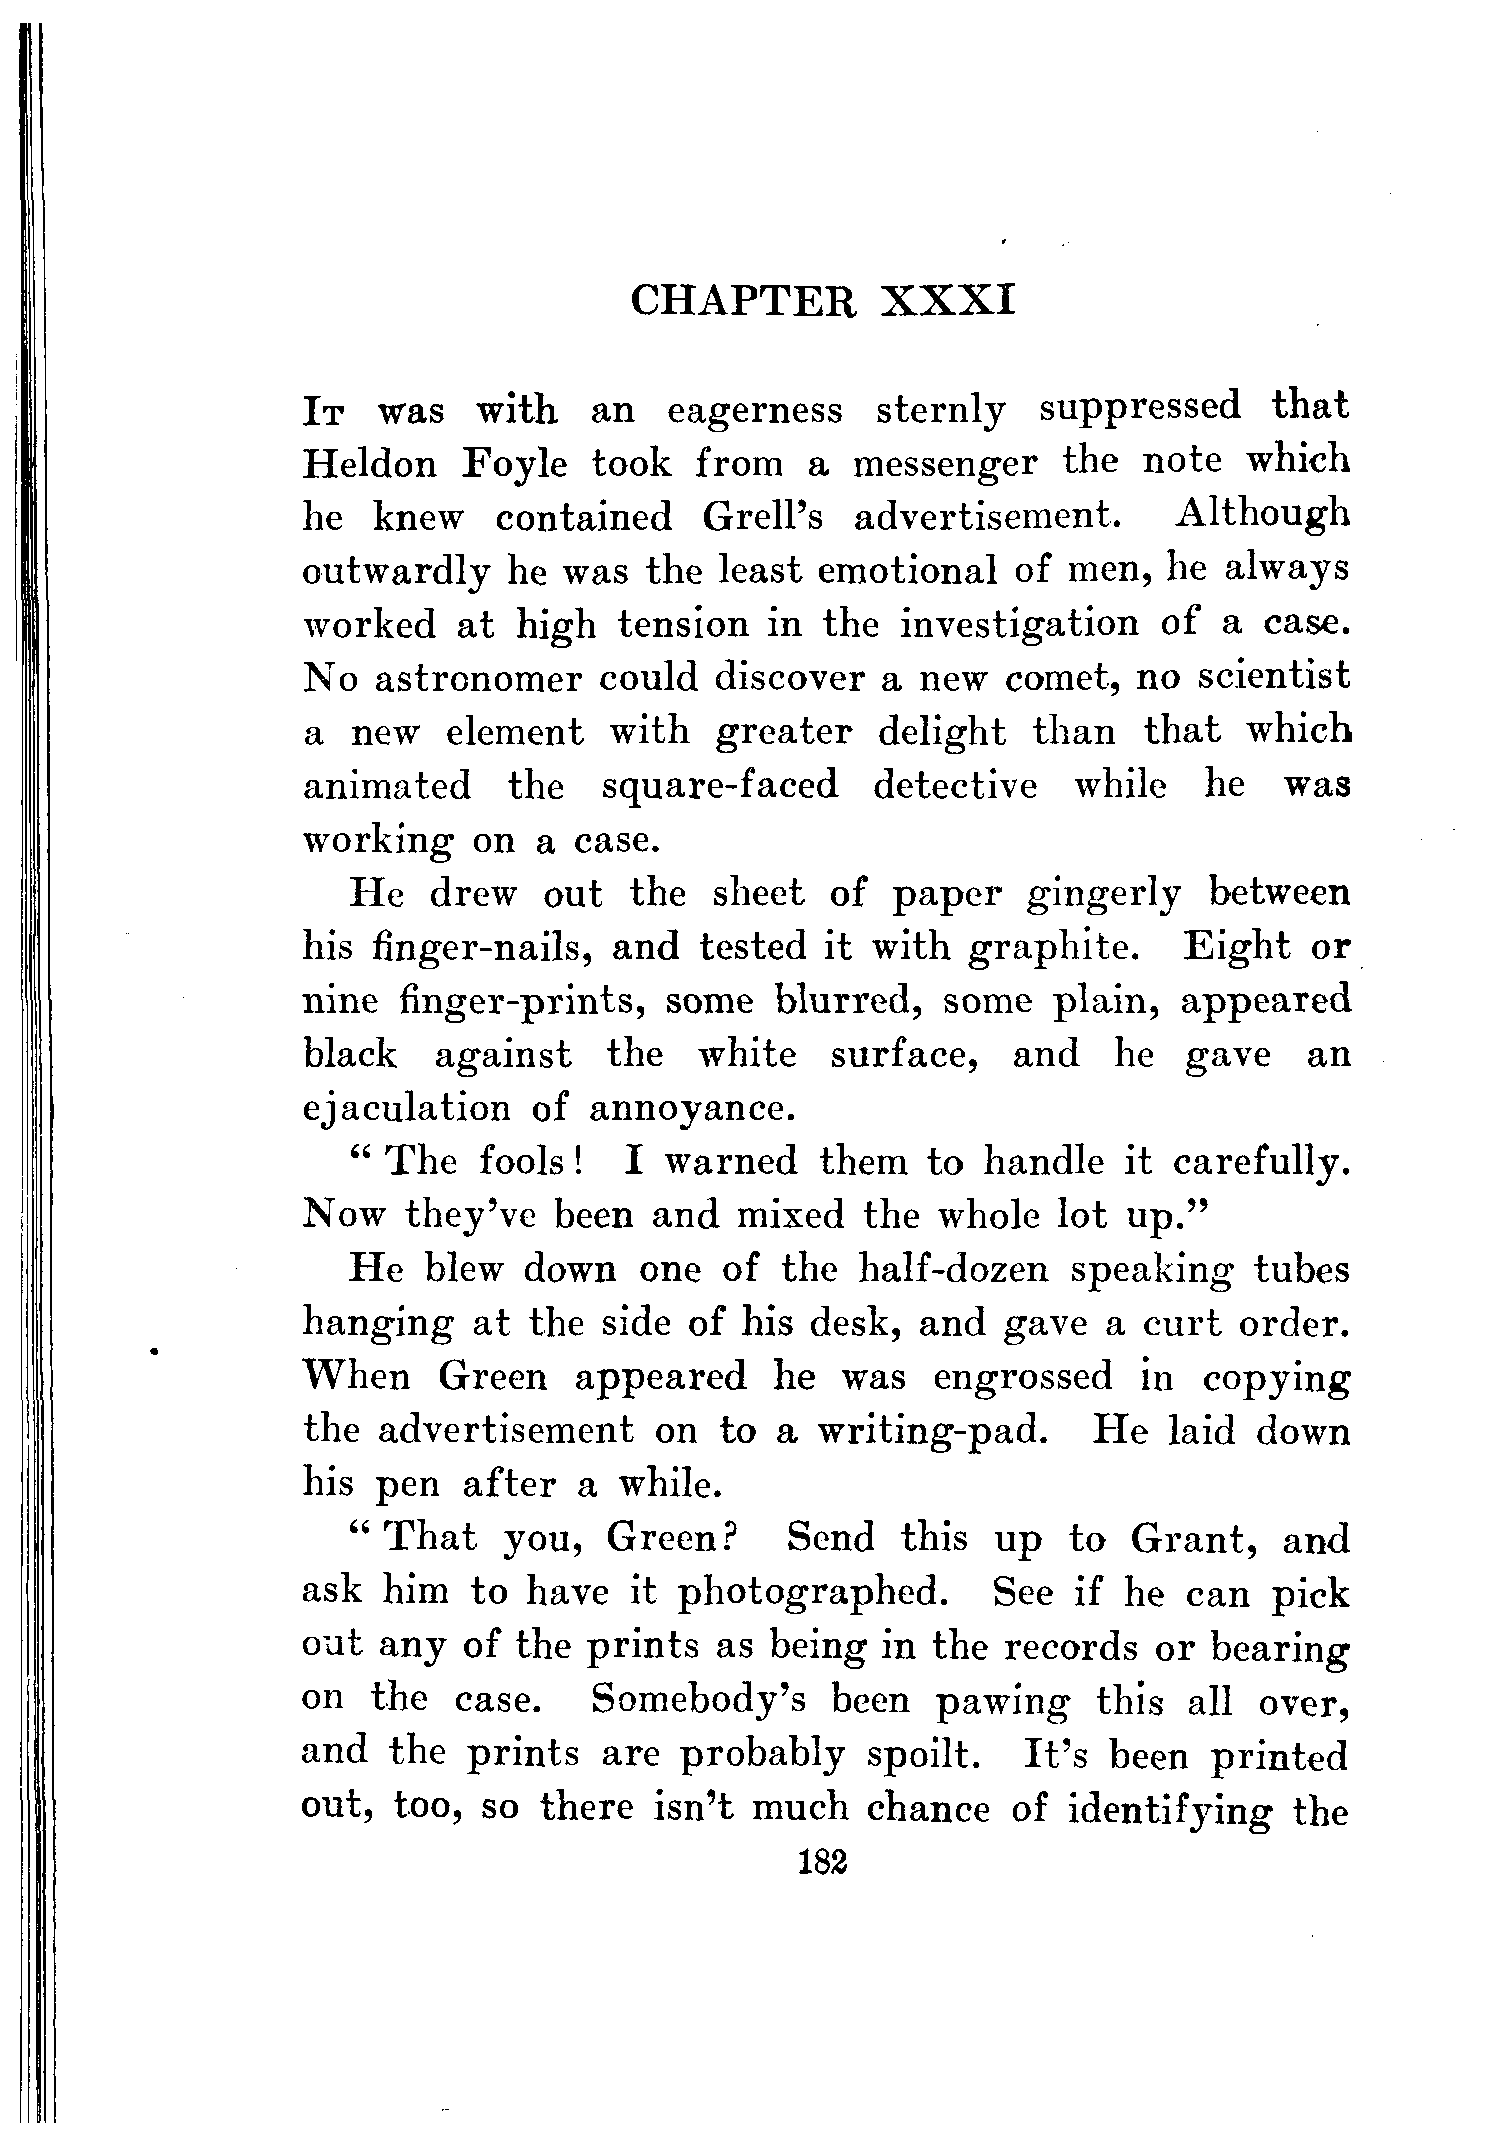 CHAPTER XXXI
IT was with an eagerness sternly suppressed that
Heldon Foyle took from a messenger the note which
he knew contained Grell's advertisement. Although
outwardly he was the least emotional of men, he always
worked at high tension in the investigation of a case.
No astronomer could discover a new comet, no scientist
a new element with greater delight than that which
animated the square-faced detective while he was
working on a case.
He drew out the sheet of paper gingerly between
his finger-nails, and tested it with graphite. Eight or
nine finger-prints, some blurred, some plain, appeared
black against the white surface, and he gave an
ejaculation of annoyance.
“ The fools ! I warned them to handle it carefully.
Now they've been and mixed the whole lot up.”
He blew down one of the half-dozen speaking tubes
hanging at the side of his desk, and gave a curt order.
When Green appeared he was engrossed in copying
the advertisement on to a writing-pad. He laid down
his pen after a while.
“ That you, Green? Send this up to Grant, and
ask him to have it photographed. See if he can pick
out any of the prints as being in the records or bearing
on the case. Somebody's been pawing this all over,
and the prints are probably spoilt. It's been printed
out, too, so there isn't much chance of identifying the
182